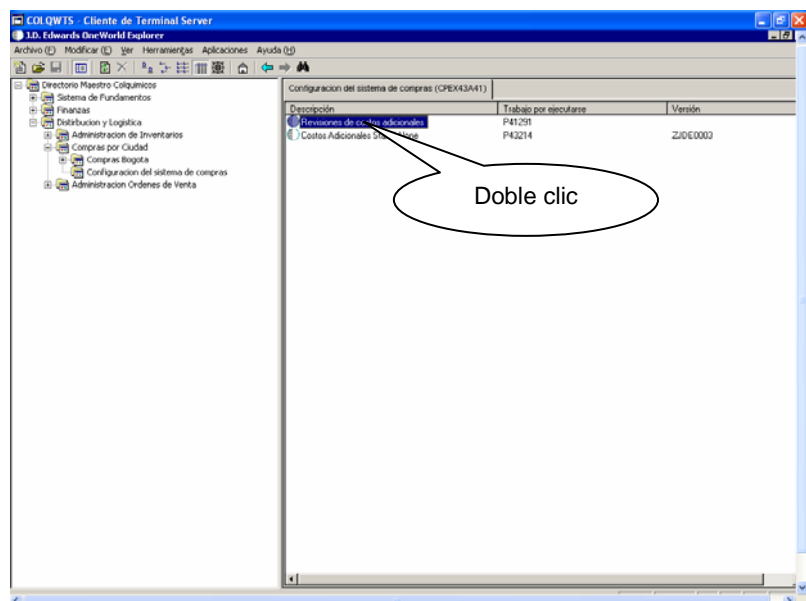 COLQWTS - Cliente de Terminal Server
J.D. Edwards OneWorld Explorer
Archivo (F) Modificar (E) Ver Herramientas Aplicaciones Ayuda (H)
Directorio Maestro Colquimicos
Sistema de Fundamentos
Finanzas
Distirbucion y Logistica
Administracion de Inventarios
Compras por Ciudad
Compras Bogota
Configuracion del sistema de compras
Administracion Ordenes de Venta
Configuracion del sistema de compras (CPEX43A41)
Descripción Trabajo por ejecutarse Versión
Revisiones de costos adicionales P41291
Costos Adicionales P43214 ZJDE0003
Doble clic